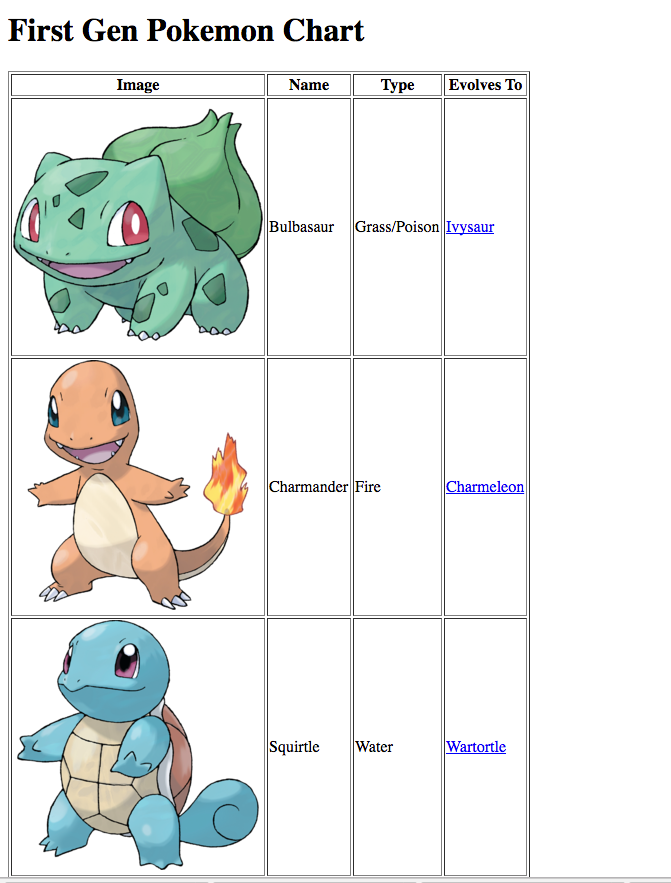 First Gen Pokemon Chart
Image Name Type Evolves To
Bulbasaur Grass/Poison Ivysaur
Charmander Fire Charmeleon
Squirtle Water Wartortle